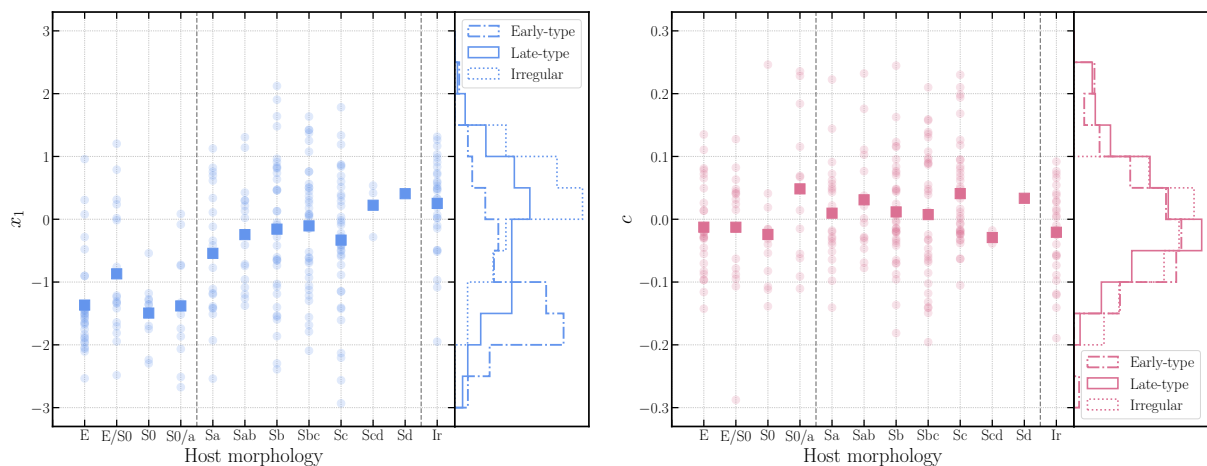 3
2
1
0
−1
−2
−3
x₁
E E/S0 S0 S0/a Sa Sab Sb Sbc Sc Scd Sd Ir
Host morphology
Early-type
Late-type
Irregular
0.3
0.2
0.1
0.0
−0.1
−0.2
−0.3
c
E E/S0 S0 S0/a Sa Sab Sb Sbc Sc Scd Sd Ir
Host morphology
Early-type
Late-type
Irregular